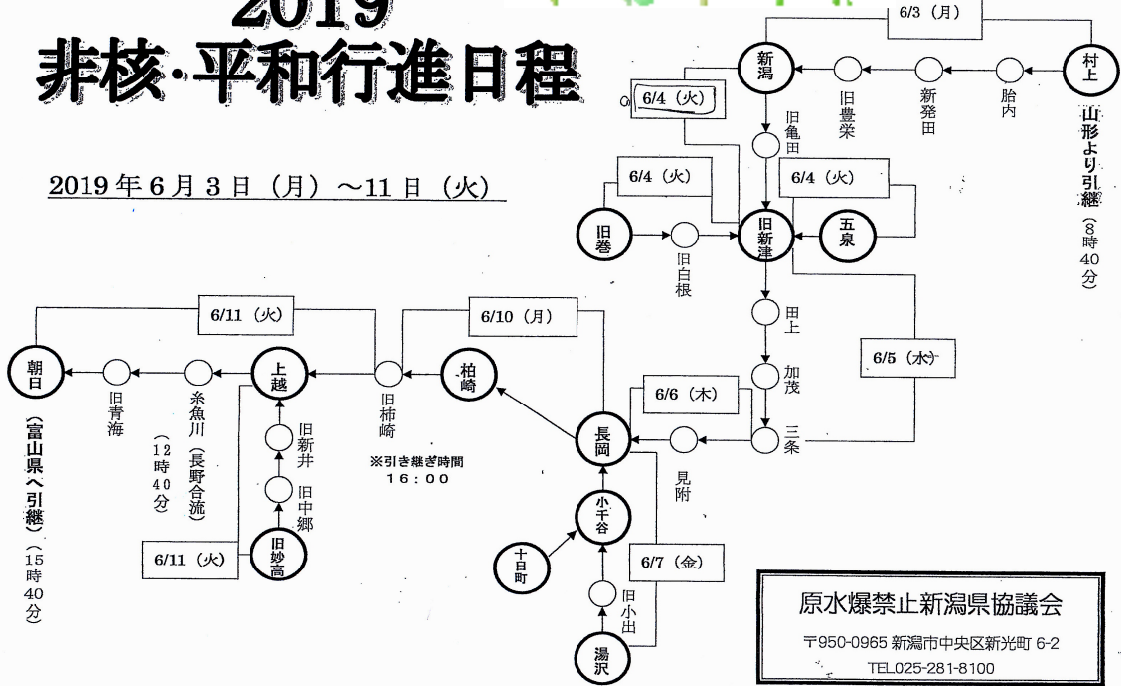 2019
非核・平和行進日程
2019年6月3日（月）～11日（火）
6/3（月）
新潟
旧豊栄
新発田
胎内
村上
山形より引継（8時40分）
6/4（火）
旧亀田
6/4（火）
6/4（火）
旧巻
旧白根
旧新津
五泉
田上
加茂
三条
6/5（水）
6/6（木）
見附
長岡
6/10（月）
柏崎
旧柿崎
※引き継ぎ時間
16：00
6/11（火）
上越
糸魚川（長野合流）
（12時40分）
旧青海
朝日
（富山県へ引継）（15時40分）
旧新井
旧中郷
旧妙高
6/11（火）
小千谷
十日町
旧小出
湯沢
6/7（金）
原水爆禁止新潟県協議会
〒950-0965 新潟市中央区新光町 6-2
TEL025-281-8100